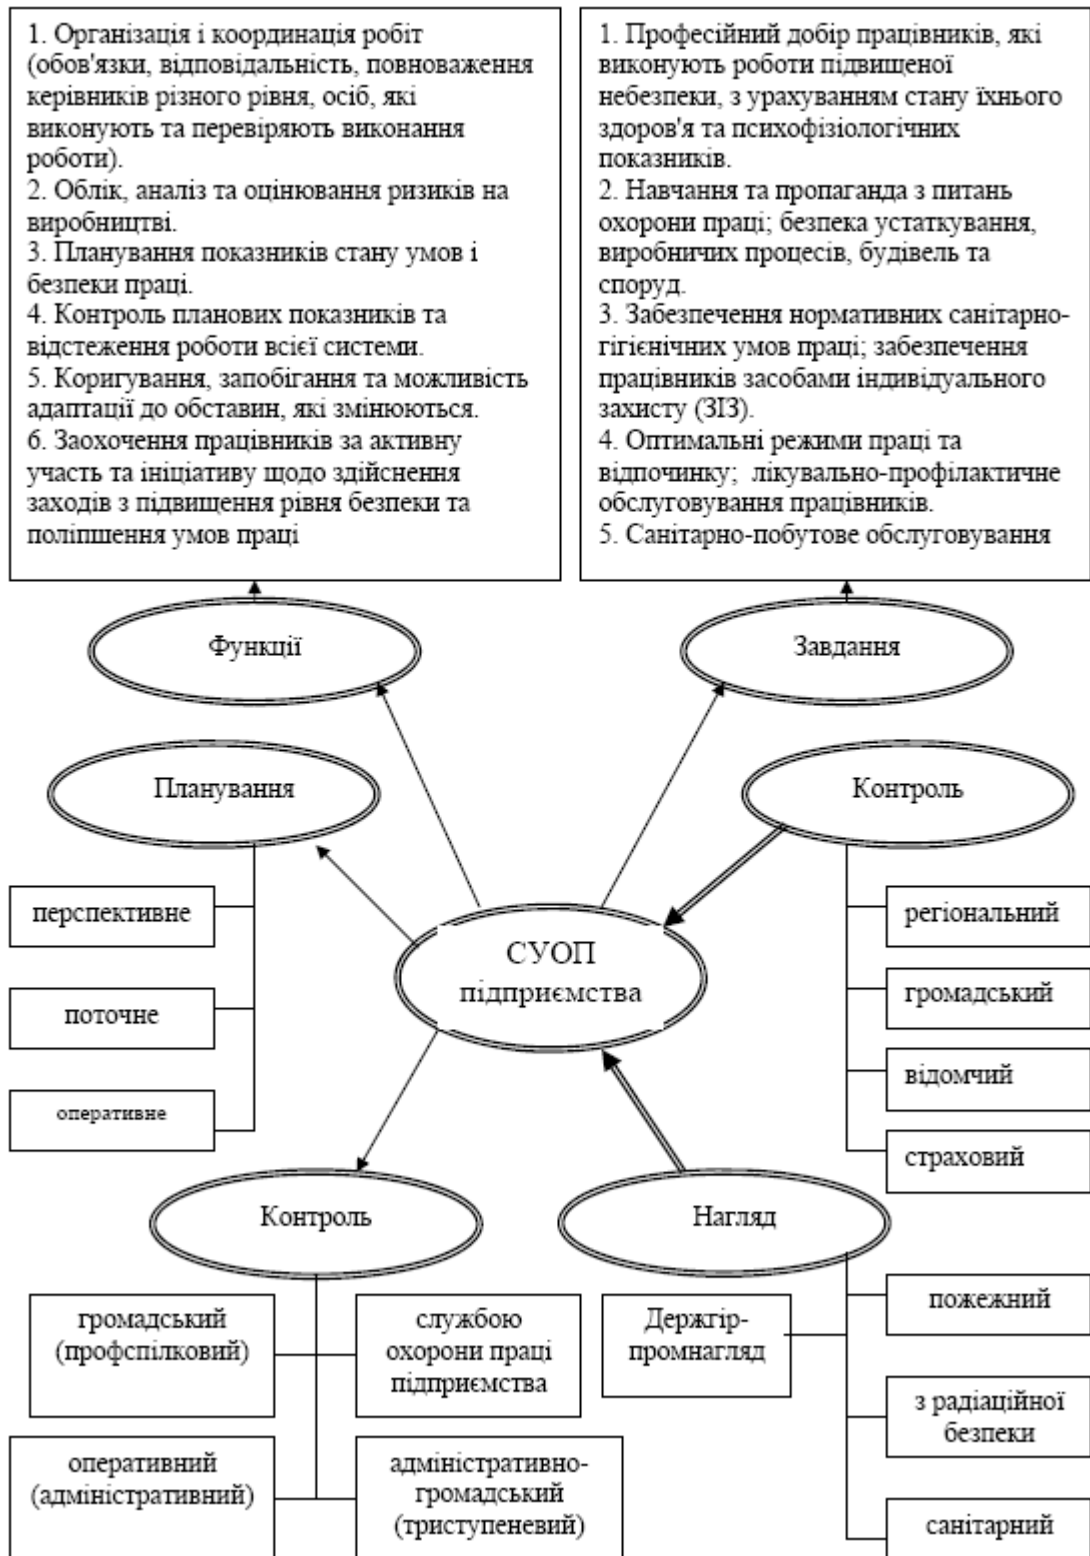 1. Організація і координація робіт
(обов'язки, відповідальність, повноваження
керівників різного рівня, осіб, які
виконують та перевіряють виконання
роботи).
2. Облік, аналіз та оцінювання ризиків на
виробництві.
3. Планування показників стану умов і
безпеки праці.
4. Контроль планових показників та
відстеження роботи всієї системи.
5. Коригування, запобігання та можливість
адаптації до обставин, які змінюються.
6. Заохочення працівників за активну
участь та ініціативу щодо здійснення
заходів з підвищення рівня безпеки та
поліпшення умов праці
1. Професійний добір працівників, які
виконують роботи підвищеної
небезпеки, з урахуванням стану їхнього
здоров'я та психофізіологічних
показників.
2. Навчання та пропаганда з питань
охорони праці; безпека устаткування,
виробничих процесів, будівель та
споруд.
3. Забезпечення нормативних санітарно-
гігієнічних умов праці; забезпечення
працівників засобами індивідуального
захисту (ЗІЗ).
4. Оптимальні режими праці та
відпочинку; лікувально-профілактичне
обслуговування працівників.
5. Санітарно-побутове обслуговування
Функції
Завдання
Планування
Контроль
перспективне
поточне
оперативне
СУОП
підприємства
регіональний
громадський
відомчий
страховий
Контроль
Нагляд
громадський
(профспілковий)
службою
охорони праці
підприємства
оперативний
(адміністративний)
адміністративно-
громадський
(триступеневий)
Держгір-
промнагляд
пожежний
з радіаційної
безпеки
санітарний